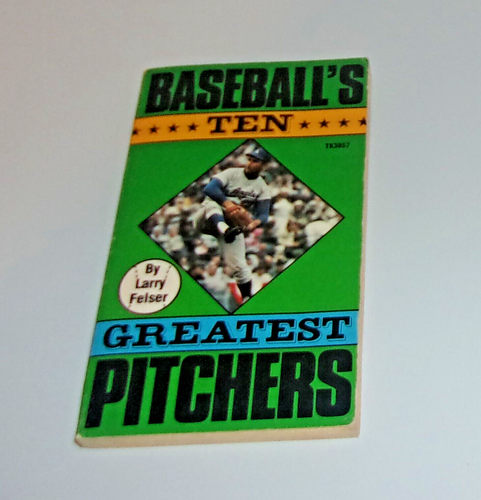 BASEBALL'S
TEN
TK3857
By
Larry
Felser
GREATEST
PITCHERS